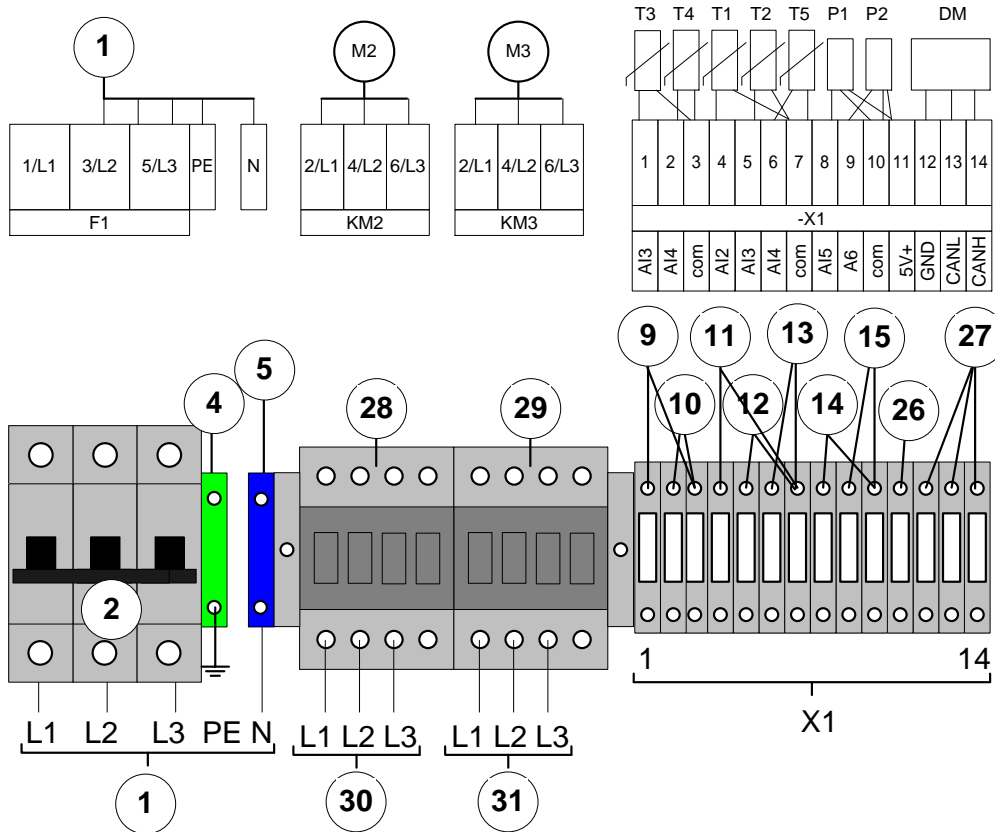 T3 T4 T1 T2 T5 P1 P2 DM
1 M2 M3
1/L1 3/L2 5/L3 PE N
F1
2/L1 4/L2 6/L3
KM2
2/L1 4/L2 6/L3
KM3
1 2 3 4 5 6 7 8 9 10 11 12 13 14
-X1
AI3 AI4 com AI2 AI3 AI4 com AI5 A6 com 5V+ GND CANL CANH
9 11 13 15 27
4 5 28 29 10 12 14 26
2
L1 L2 L3 PE N
1
L1 L2 L3
30
L1 L2 L3
31
1 14
X1